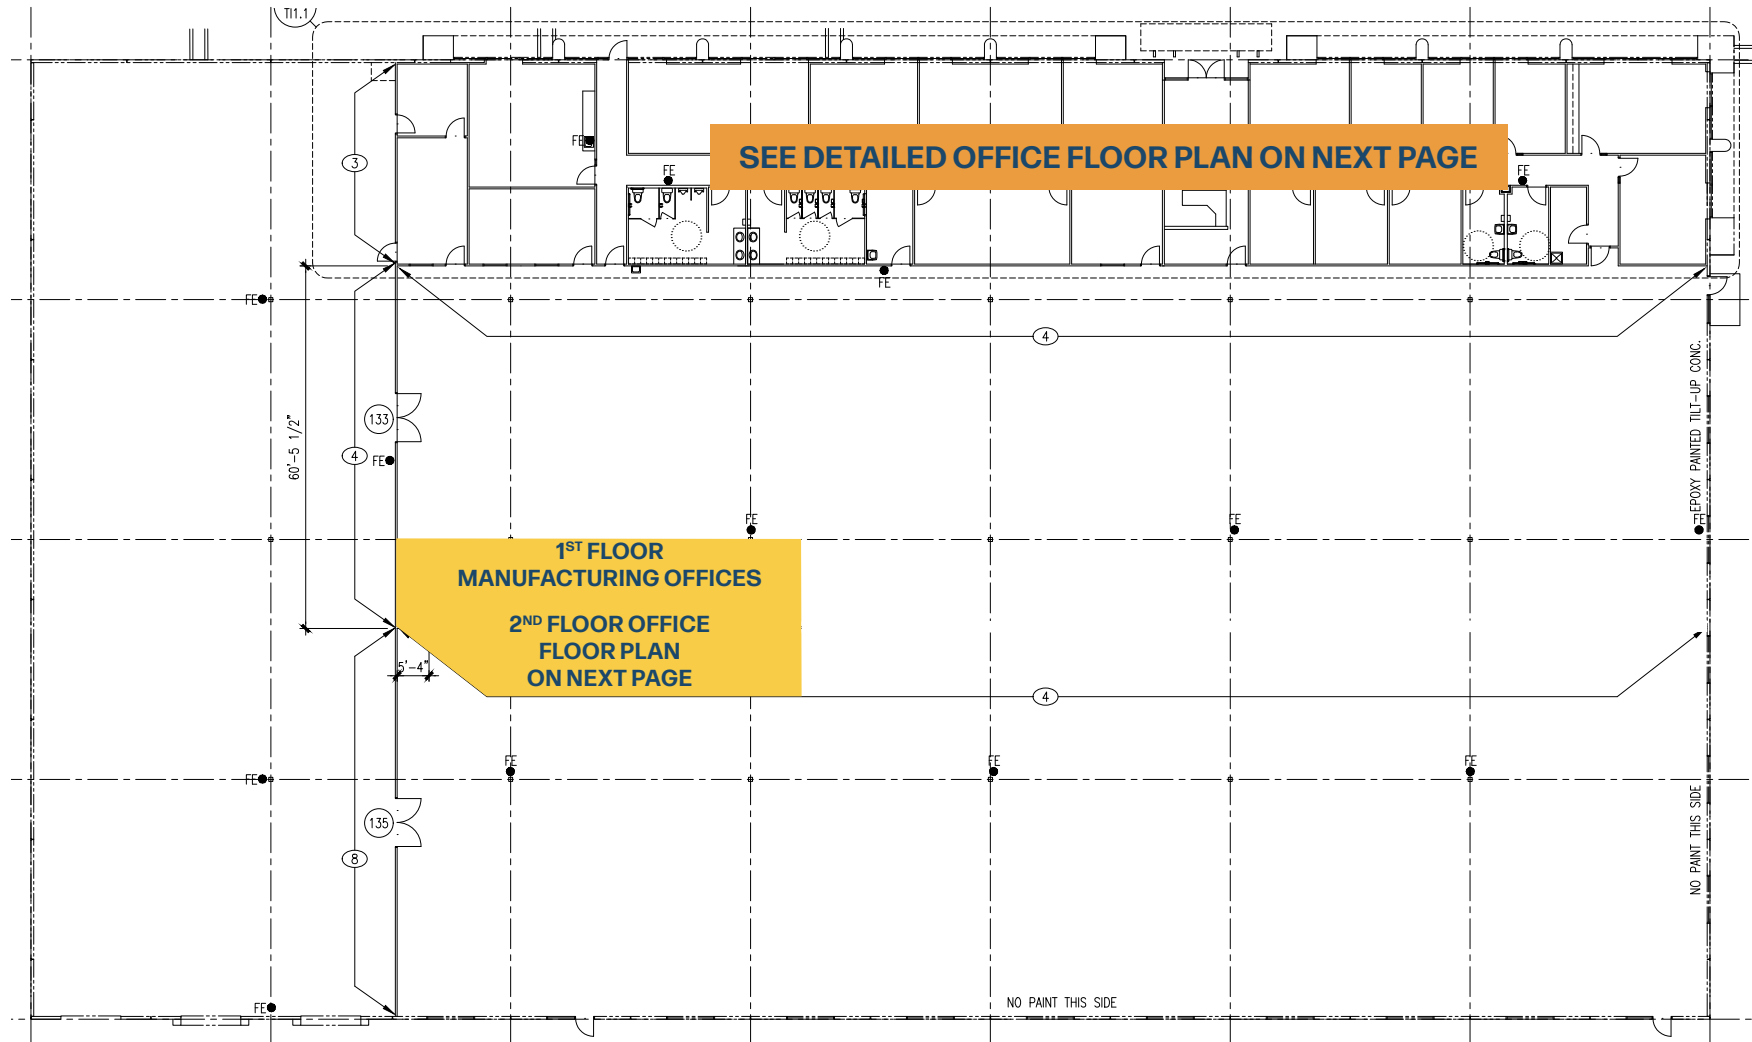 T11.1
SEE DETAILED OFFICE FLOOR PLAN ON NEXT PAGE
FE
3
FE
FE
FE
FE
4
EPOXY PAINTED TILT-UP CONC.
133
60'-5 1/2"
4
FE
FE
FE
FE
1ST FLOOR
MANUFACTURING OFFICES
2ND FLOOR OFFICE
FLOOR PLAN
ON NEXT PAGE
5'-4"
4
FE
FE
FE
FE
135
NO PAINT THIS SIDE
8
FE
NO PAINT THIS SIDE